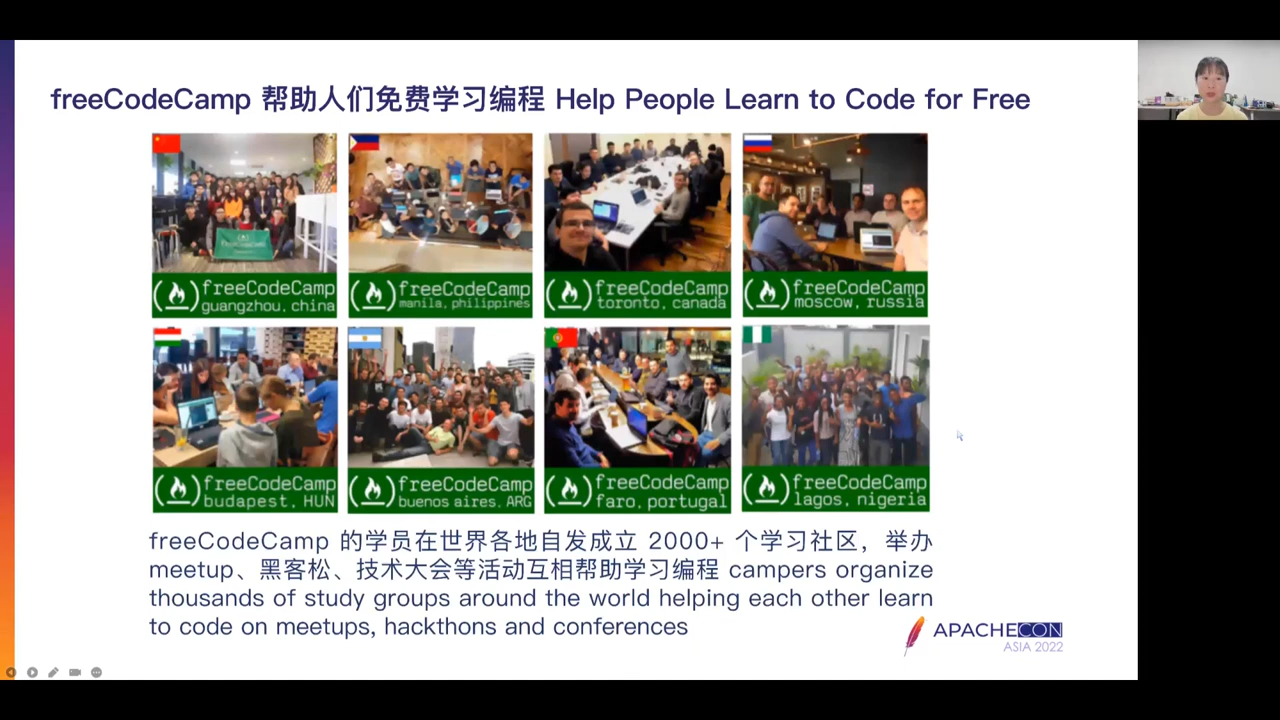 freeCodeCamp 帮助人们免费学习编程 Help People Learn to Code for Free
FreeCodeCamp
freeCodeCamp
guangzhou, china
freeCodeCamp
manila, philippines
freeCodeCamp
toronto, canada
freeCodeCamp
moscow, russia
freeCodeCamp
budapest, HUN
freeCodeCamp
buenos aires, ARG
freeCodeCamp
faro, portugal
freeCodeCamp
lagos, nigeria
freeCodeCamp 的学员在世界各地自发成立 2000+ 个学习社区，举办
meetup、黑客松、技术大会等活动互相帮助学习编程 campers organize
thousands of study groups around the world helping each other learn
to code on meetups, hackthons and conferences
APACHECON
ASIA 2022